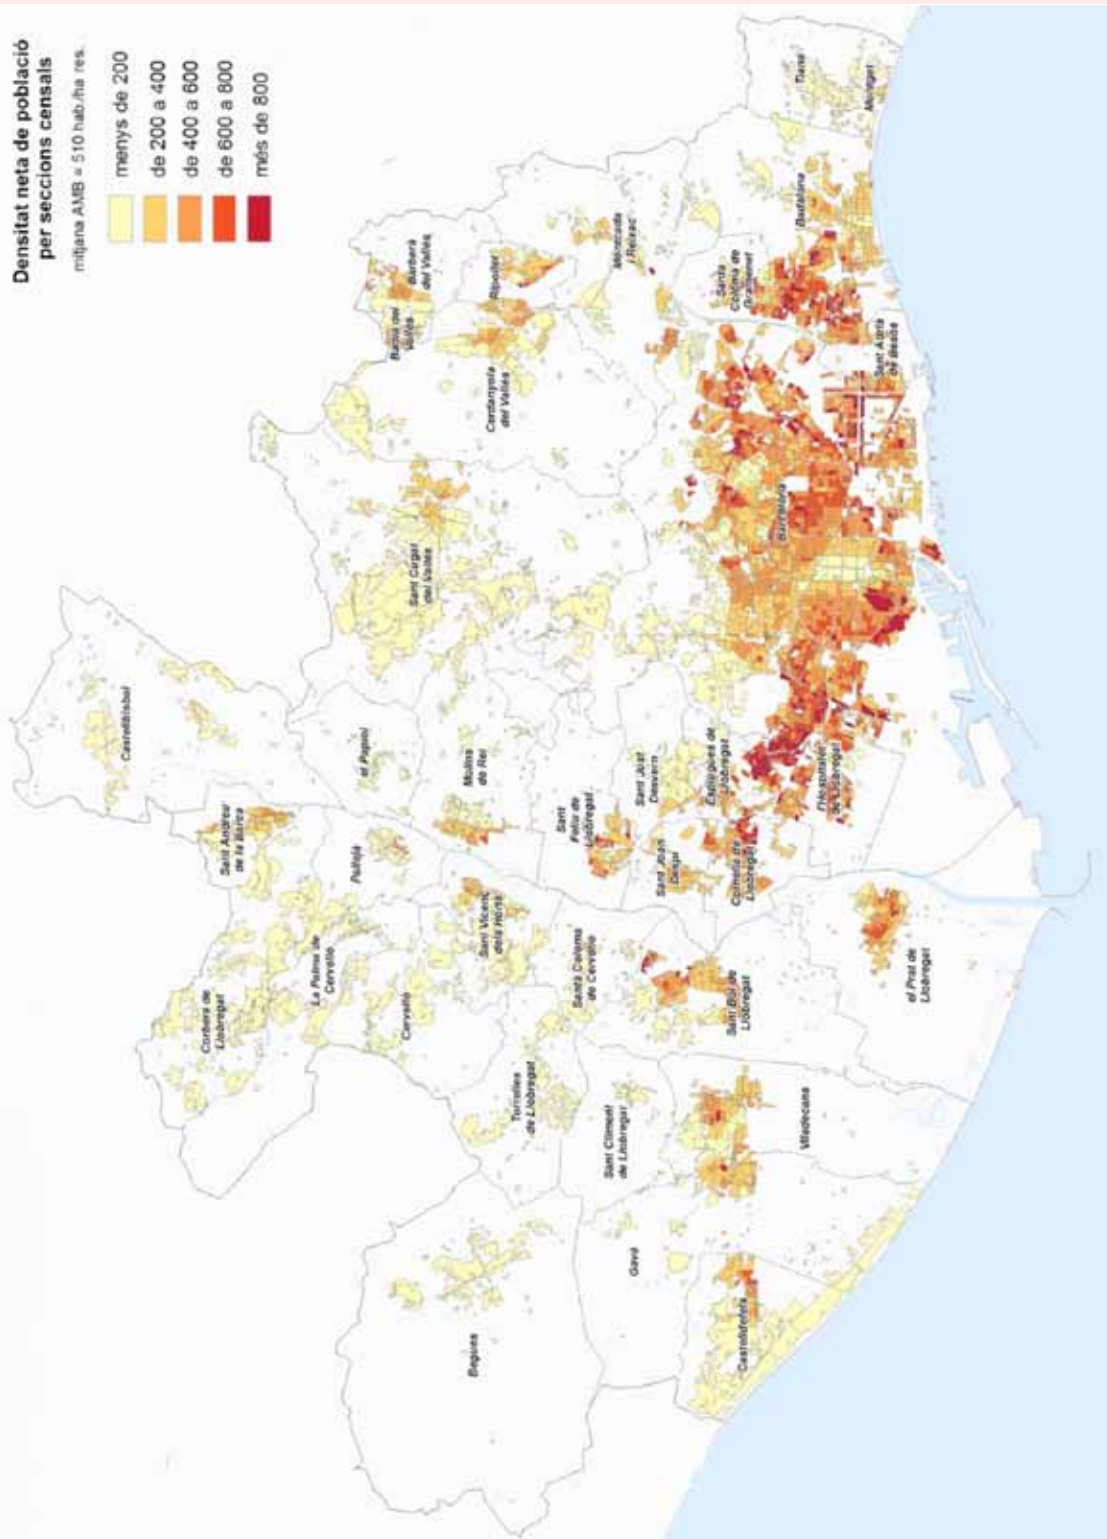 Densitat neta de població
per seccions censals
mitjana AMB = 510 hab./ha res.
menys de 200
de 200 a 400
de 400 a 600
de 600 a 800
més de 800
Castellbisbal
Sant Andreu
de la Barca
Corbera de
Llobregat
el Papiol
Pallejà
La Palma de
Cervelló
Cervelló
Sant Cugat
del Vallès
Badia del
Vallès
Barberà
del Vallès
Ripollet
Cerdanyola
del Vallès
Montcada
i Reixac
Molins
de Rei
Sant Vicenç
dels Horts
Torrelles
de Llobregat
Santa Coloma
de Cervelló
Sant
Feliu de
Llobregat
Begues
Sant Climent
de Llobregat
Gavà
Sant Just
Desvern
Sant Joan
Despí
Esplugues de
Llobregat
Cornellà de
Llobregat
Sant Boi de
Llobregat
l'Hospitalet
de Llobregat
Barcelona
Santa
Coloma de
Gramenet
Badalona
Tiana
Montgat
Sant Adrià
de Besòs
el Prat de
Llobregat
Viladecans
Castelldefels